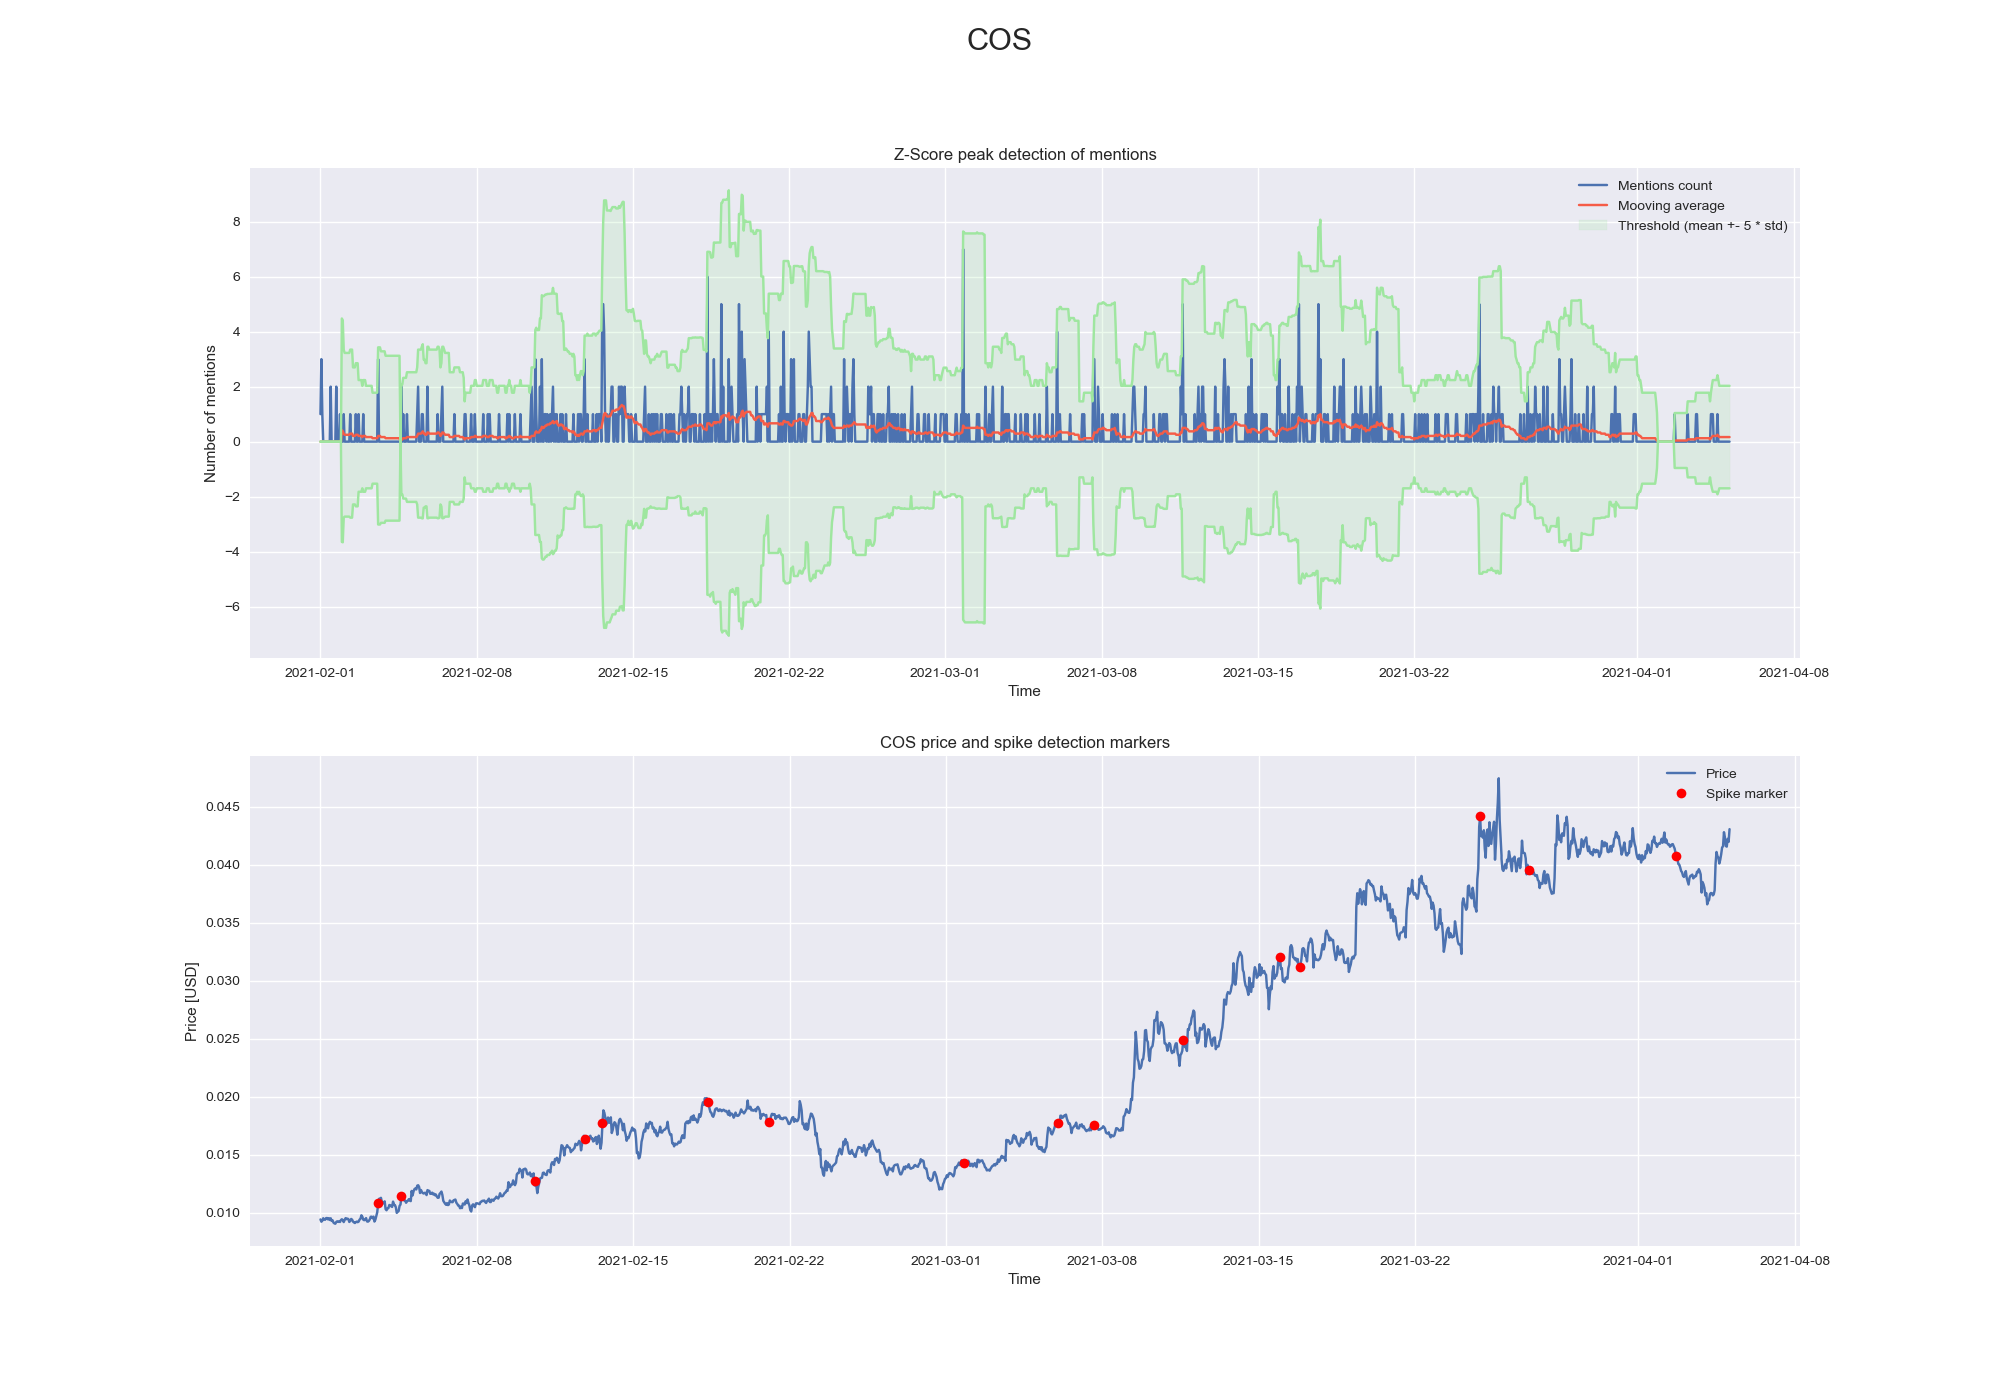 COS
Z-Score peak detection of mentions
Mentions count
Mooving average
Threshold (mean +- 5 * std)
Number of mentions
8
6
4
2
0
−2
−4
−6
2021-02-01 2021-02-08 2021-02-15 2021-02-22 2021-03-01 2021-03-08 2021-03-15 2021-03-22 2021-04-01 2021-04-08
Time
COS price and spike detection markers
Price
Spike marker
Price [USD]
0.045
0.040
0.035
0.030
0.025
0.020
0.015
0.010
2021-02-01 2021-02-08 2021-02-15 2021-02-22 2021-03-01 2021-03-08 2021-03-15 2021-03-22 2021-04-01 2021-04-08
Time